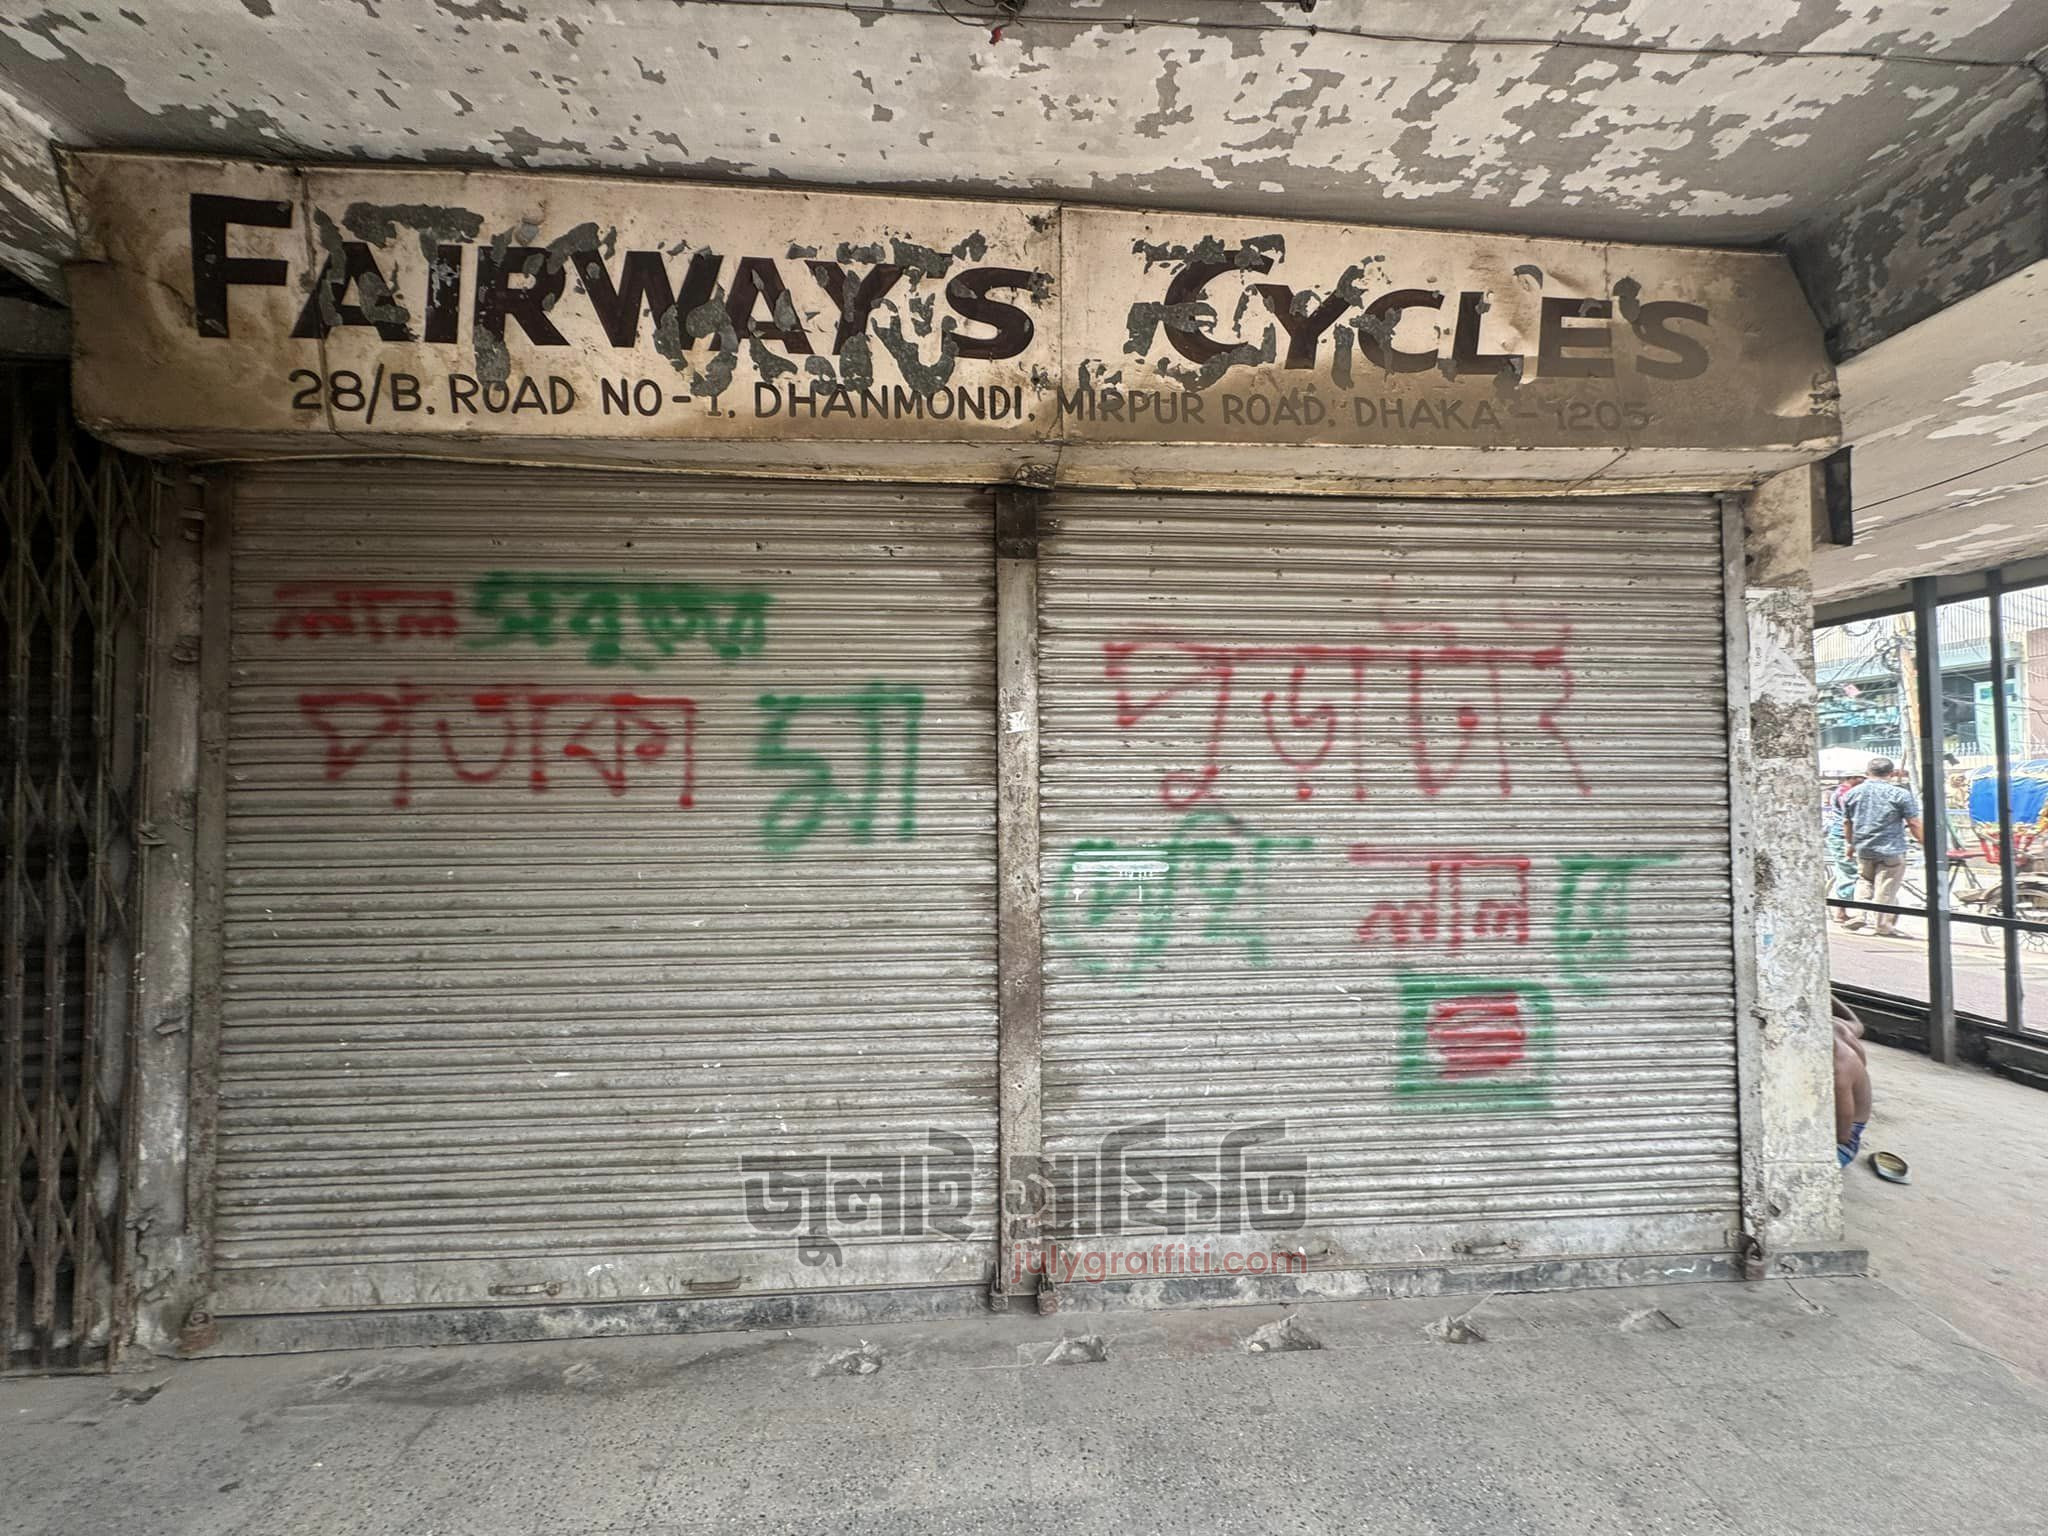 FAIRWAYS CYCLES
28/B, ROAD NO-1, DHANMONDI, MIRPUR ROAD, DHAKA-1205
লাল সবুজের
পতাকা মা
পুড়াটাই
দেহি লাল রে
জুলাই গ্রাফিতি
julygraffiti.com